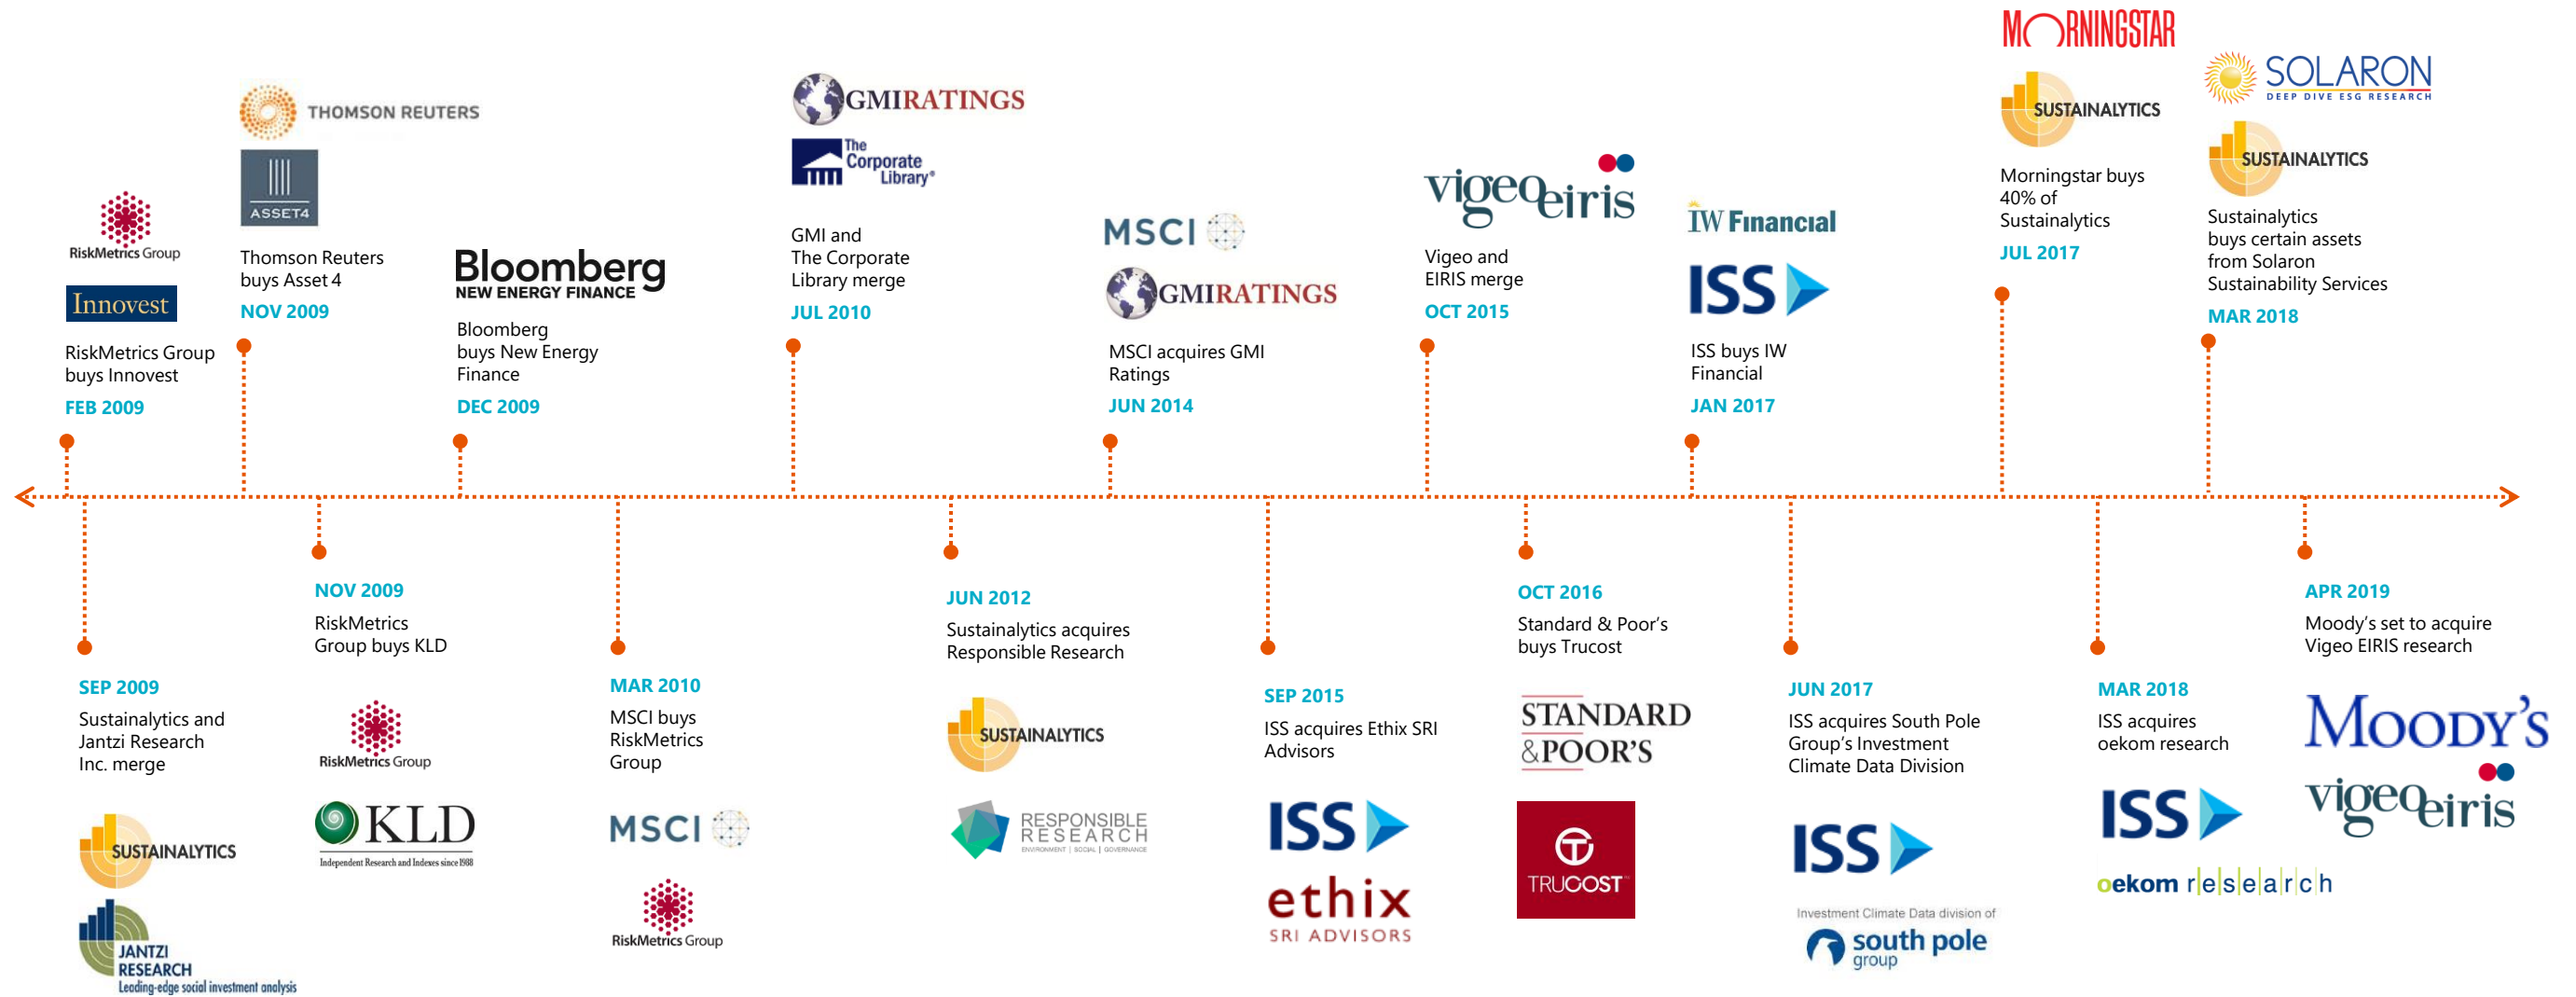 RiskMetrics Group
Innovest
RiskMetrics Group
buys Innovest
FEB 2009
THOMSON REUTERS
ASSET4
Thomson Reuters
buys Asset 4
NOV 2009
Bloomberg
NEW ENERGY FINANCE
Bloomberg
buys New Energy
Finance
DEC 2009
GMIRATINGS
The
Corporate
Library®
GMI and
The Corporate
Library merge
JUL 2010
MSCI
GMIRATINGS
MSCI acquires GMI
Ratings
JUN 2014
vigeoeiris
Vigeo and
EIRIS merge
OCT 2015
IW Financial
ISS
ISS buys IW
Financial
JAN 2017
MORNINGSTAR
SUSTAINALYTICS
Morningstar buys
40% of
Sustainalytics
JUL 2017
SOLARON
DEEP DIVE ESG RESEARCH
SUSTAINALYTICS
Sustainalytics
buys certain assets
from Solaron
Sustainability Services
MAR 2018
SEP 2009
Sustainalytics and
Jantzi Research
Inc. merge
SUSTAINALYTICS
JANTZI
RESEARCH
Leading-edge social investment analysis
NOV 2009
RiskMetrics
Group buys KLD
RiskMetrics Group
KLD
Independent Research and Indexes since 1988
MAR 2010
MSCI buys
RiskMetrics
Group
MSCI
RiskMetrics Group
JUN 2012
Sustainalytics acquires
Responsible Research
SUSTAINALYTICS
RESPONSIBLE
RESEARCH
ENVIRONMENT | SOCIAL | GOVERNANCE
SEP 2015
ISS acquires Ethix SRI
Advisors
ISS
ethix
SRI ADVISORS
OCT 2016
Standard & Poor's
buys Trucost
STANDARD
&POOR'S
TRUCOST
JUN 2017
ISS acquires South Pole
Group's Investment
Climate Data Division
ISS
Investment Climate Data division of
south pole
group
MAR 2018
ISS acquires
oekom research
ISS
oekom r|e|s|e|a|r|c|h
APR 2019
Moody's set to acquire
Vigeo EIRIS research
MOODY'S
vigeoeiris